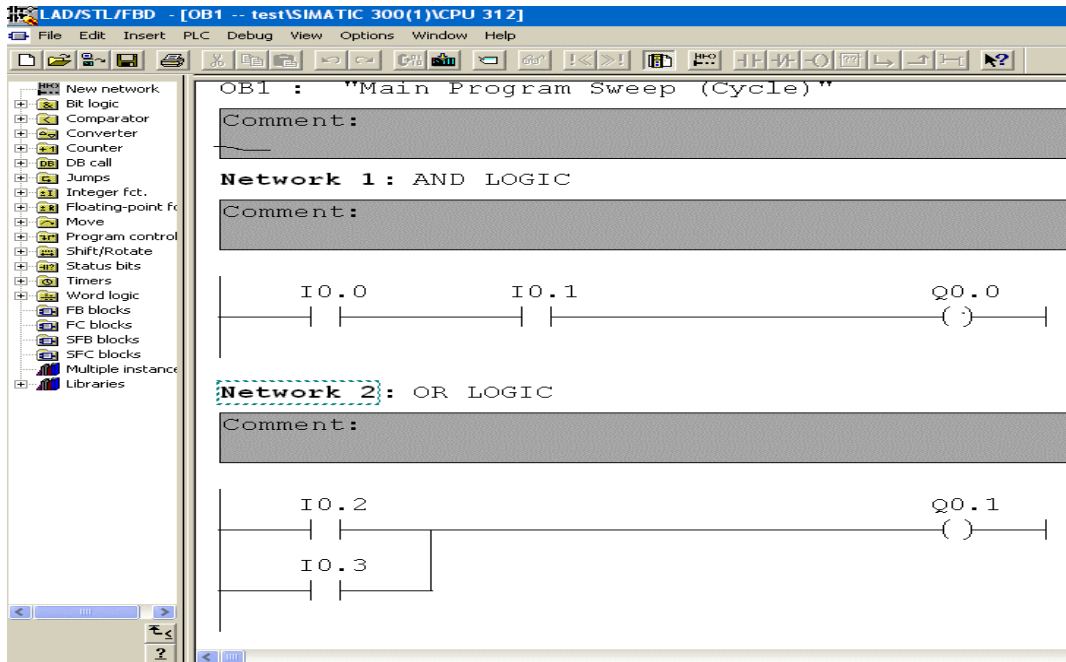 LAD/STL/FBD - [OB1 -- test\SIMATIC 300(1)\CPU 312]
File Edit Insert PLC Debug View Options Window Help
New network
Bit logic
Comparator
Converter
Counter
DB call
Jumps
Integer fct.
Floating-point fc
Move
Program control
Shift/Rotate
Status bits
Timers
Word logic
FB blocks
FC blocks
SFB blocks
SFC blocks
Multiple instance
Libraries
OB1 : "Main Program Sweep (Cycle)"
Comment:
Network 1: AND LOGIC
Comment:
I0.0 I0.1 Q0.0
Network 2: OR LOGIC
Comment:
I0.2 Q0.1
I0.3